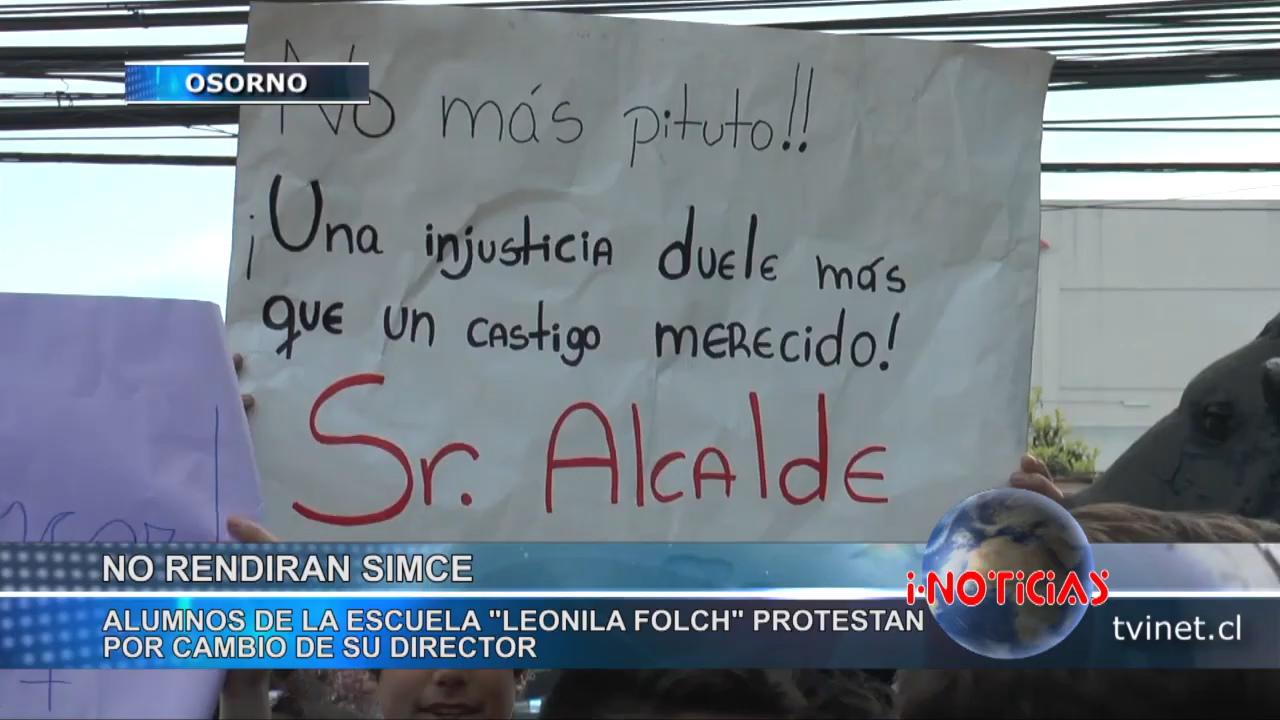 OSORNO
No más pituto!!
¡Una injusticia duele más
que un castigo merecido!
Sr. Alcalde
NO RENDIRAN SIMCE
ALUMNOS DE LA ESCUELA "LEONILA FOLCH" PROTESTAN
POR CAMBIO DE SU DIRECTOR
i-NOTICIAS
tvinet.cl